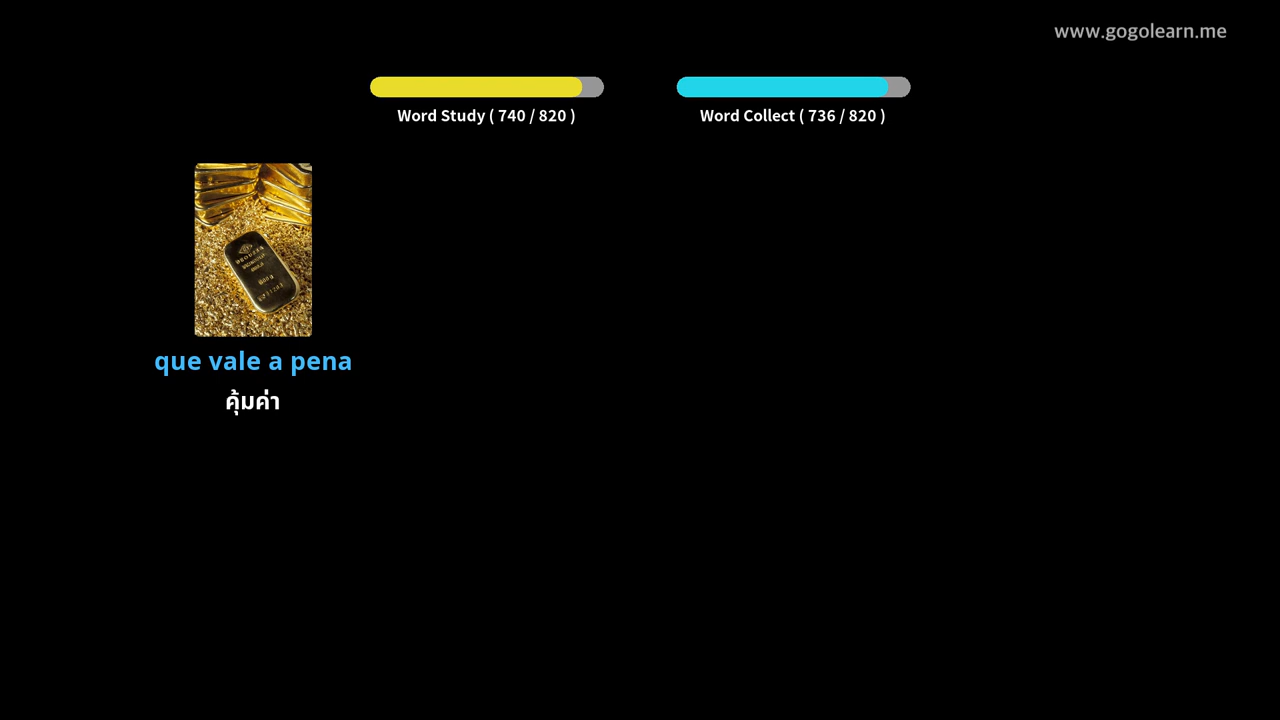 www.gogolearn.me
Word Study ( 740 / 820 )
Word Collect ( 736 / 820 )
que vale a pena
คุ้มค่า